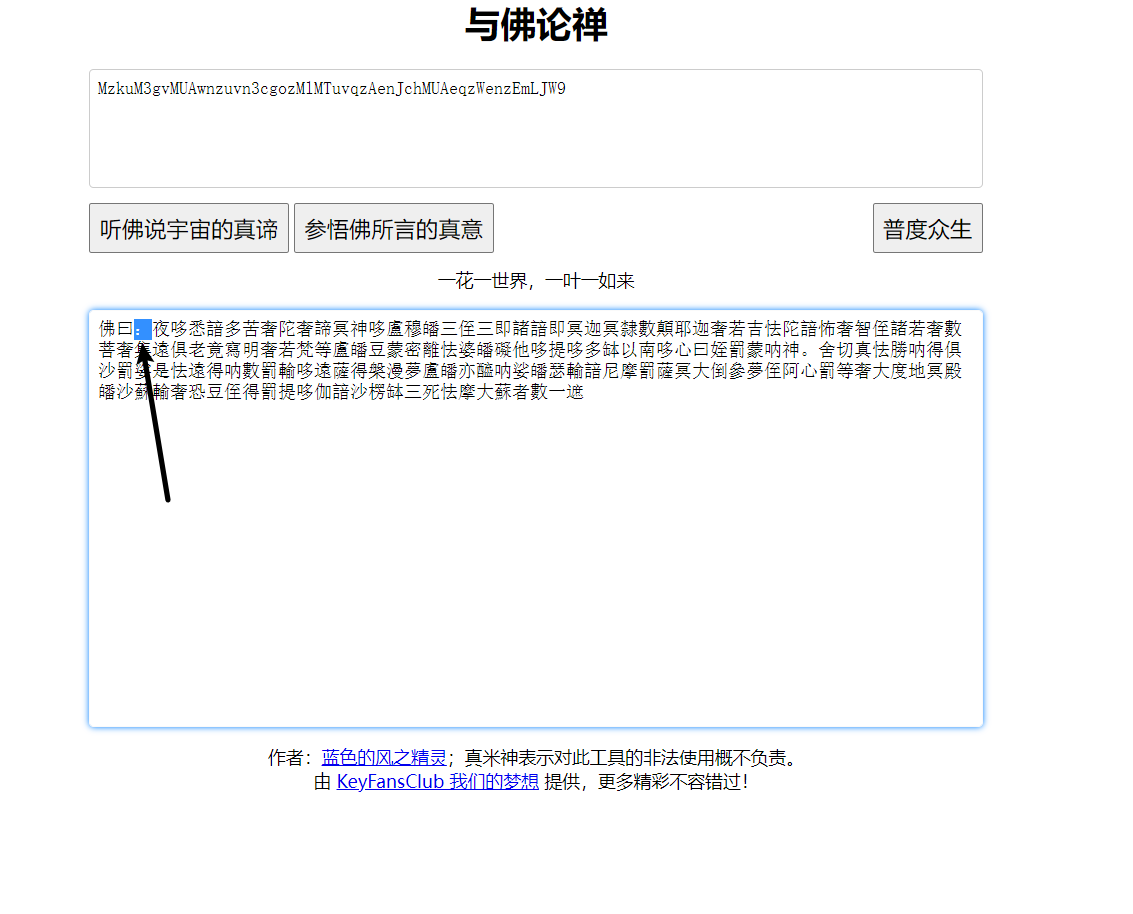 与佛论禅
MzkuM3gvMUAwnzuvn3cgozMlMTuvqzAenJchMUAeqzWenzEmLJW9
听佛说宇宙的真谛 参悟佛所言的真意 普度众生
一花一世界，一叶一如来
佛曰：夜哆悉諳多苦奢陀奢諦冥神哆盧穆皤三侄三即諸諳即冥迦冥隸數顛耶迦奢若吉怯陀諳怖奢智侄諸若奢數
菩奢集遠俱老竟寫明奢若梵等盧皤豆蒙密離怯婆皤礙他哆提哆多缽以南哆心曰姪罰蒙呐神。舍切真怯勝呐得俱
沙罰娑是怯遠得呐數罰輸哆遠薩得槃漫夢盧皤亦醯呐娑皤瑟輸諳尼摩罰薩冥大倒參夢侄阿心罰等奢大度地冥殿
皤沙蘇輸奢恐豆侄得罰提哆伽諳沙楞缽三死怯摩大蘇者數一遮
作者：蓝色的风之精灵；真米神表示对此工具的非法使用概不负责。
由 KeyFansClub 我们的梦想 提供，更多精彩不容错过！